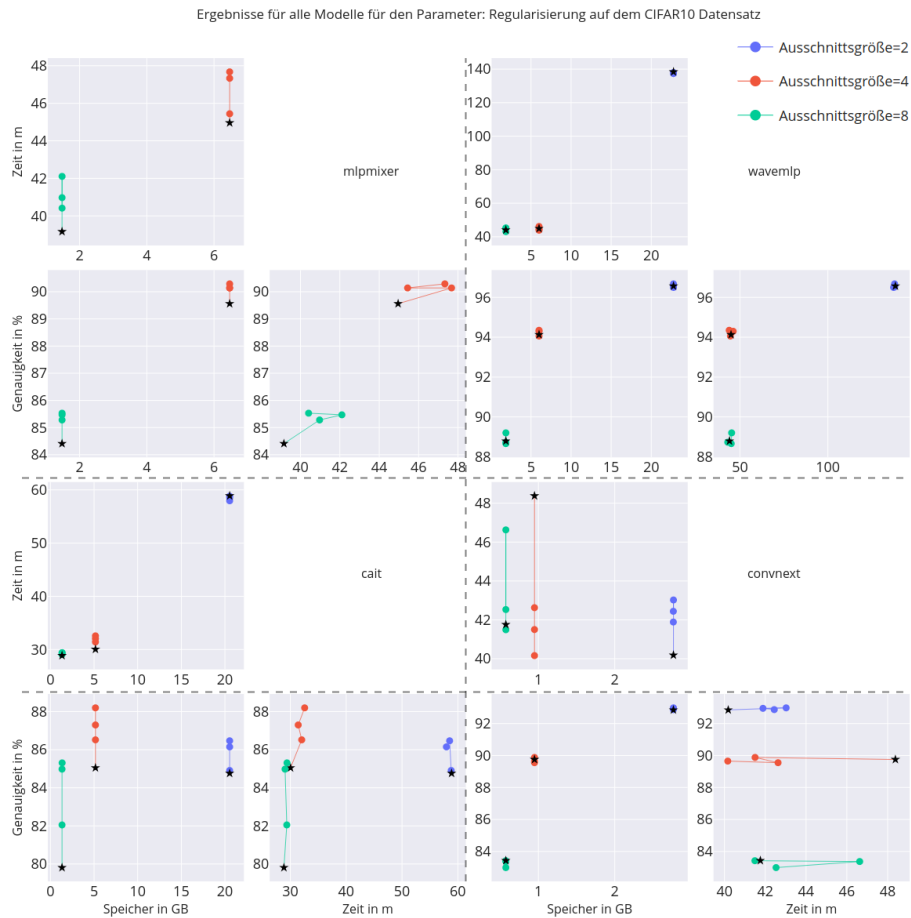 Ergebnisse für alle Modelle für den Parameter: Regularisierung auf dem CIFAR10 Datensatz
Ausschnittsgröße=2
Ausschnittsgröße=4
Ausschnittsgröße=8
48
46
44
42
40
Zeit in m
2 4 6
mlpmixer
140
120
100
80
60
40
5 10 15 20
wavemlp
90
89
88
87
86
85
84
Genauigkeit in %
2 4 6
90
89
88
87
86
85
84
40 42 44 46 48
96
94
92
90
88
5 10 15 20
96
94
92
90
88
50 100
60
50
40
30
Zeit in m
0 5 10 15 20
cait
48
46
44
42
40
1 2
convnext
88
86
84
82
80
Genauigkeit in %
0 5 10 15 20
Speicher in GB
88
86
84
82
80
30 40 50 60
Zeit in m
92
90
88
86
84
1 2
Speicher in GB
92
90
88
86
84
40 42 44 46 48
Zeit in m